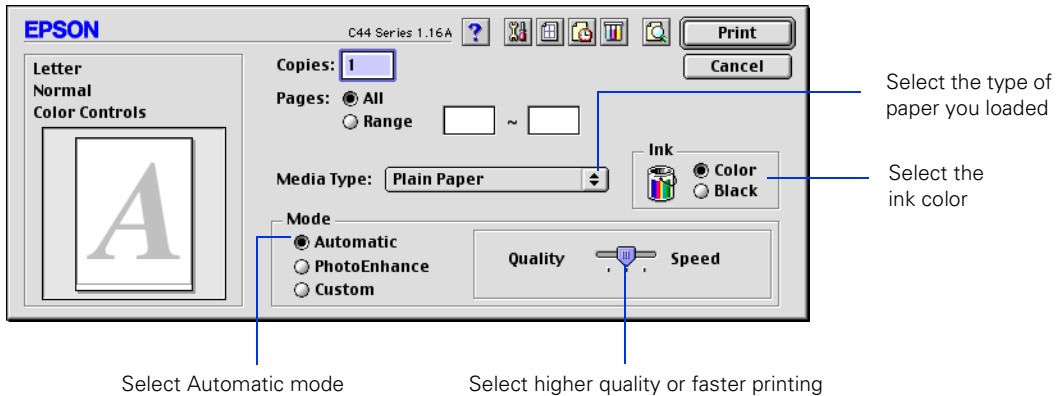 EPSON
C44 Series 1.16A
?
Print
Cancel
Letter
Normal
Color Controls
A
Copies: 1
Pages: All
Range ~
Media Type: Plain Paper
Ink
Color
Black
Mode
Automatic
PhotoEnhance
Custom
Quality Speed
Select the type of
paper you loaded
Select the
ink color
Select Automatic mode
Select higher quality or faster printing